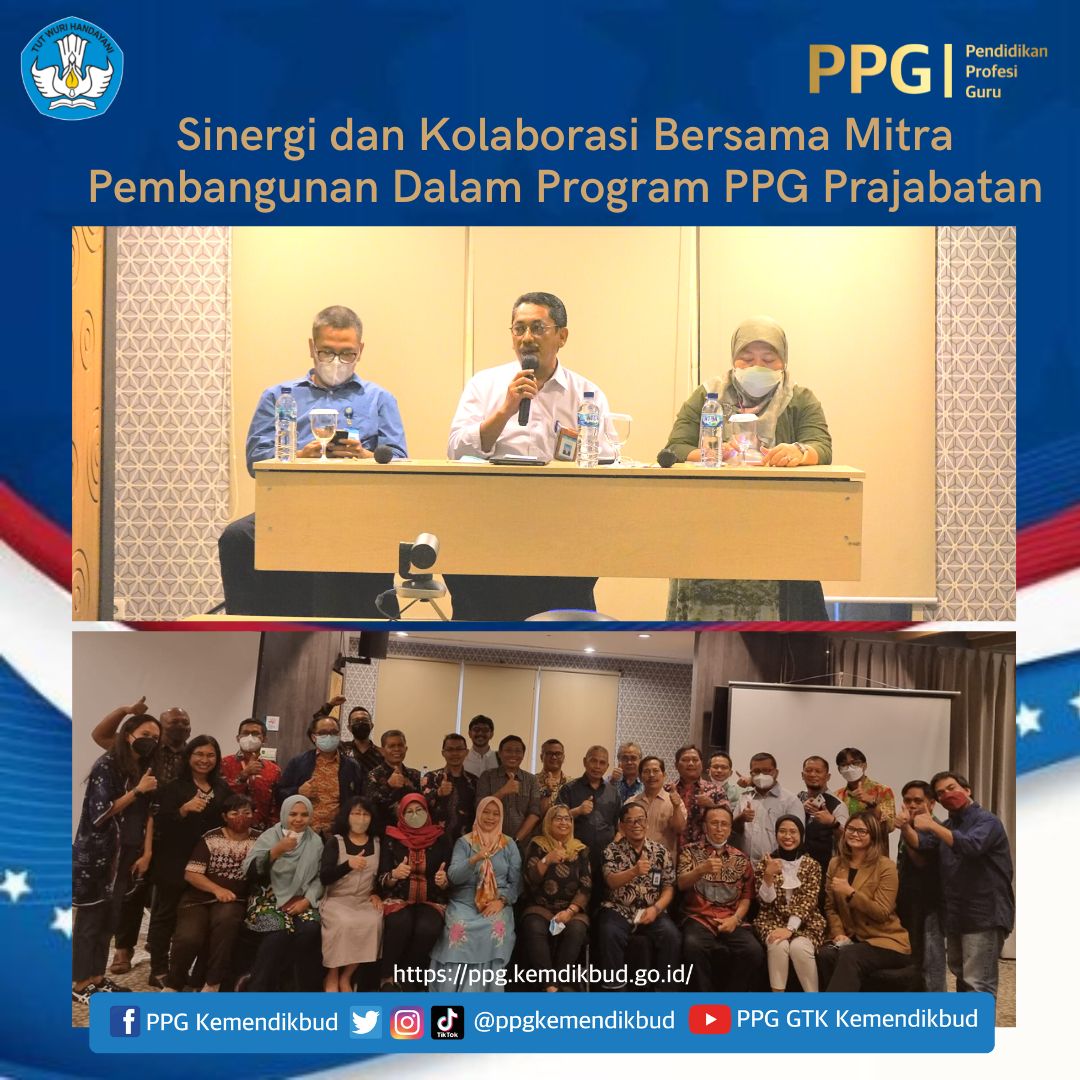 TUT WURI HANDAYANI
PPG
Pendidikan
Profesi
Guru
Sinergi dan Kolaborasi Bersama Mitra
Pembangunan Dalam Program PPG Prajabatan
https://ppg.kemdikbud.go.id/
PPG Kemendikbud
TikTok
@ppgkemendikbud
PPG GTK Kemendikbud